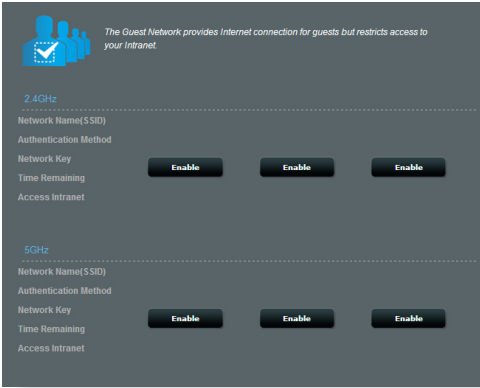 The Guest Network provides Internet connection for guests but restricts access to
your Intranet.
2.4GHz
Network Name(SSID)
Authentication Method
Network Key
Enable Enable Enable
Time Remaining
Access Intranet
5GHz
Network Name(SSID)
Authentication Method
Network Key
Enable Enable Enable
Time Remaining
Access Intranet